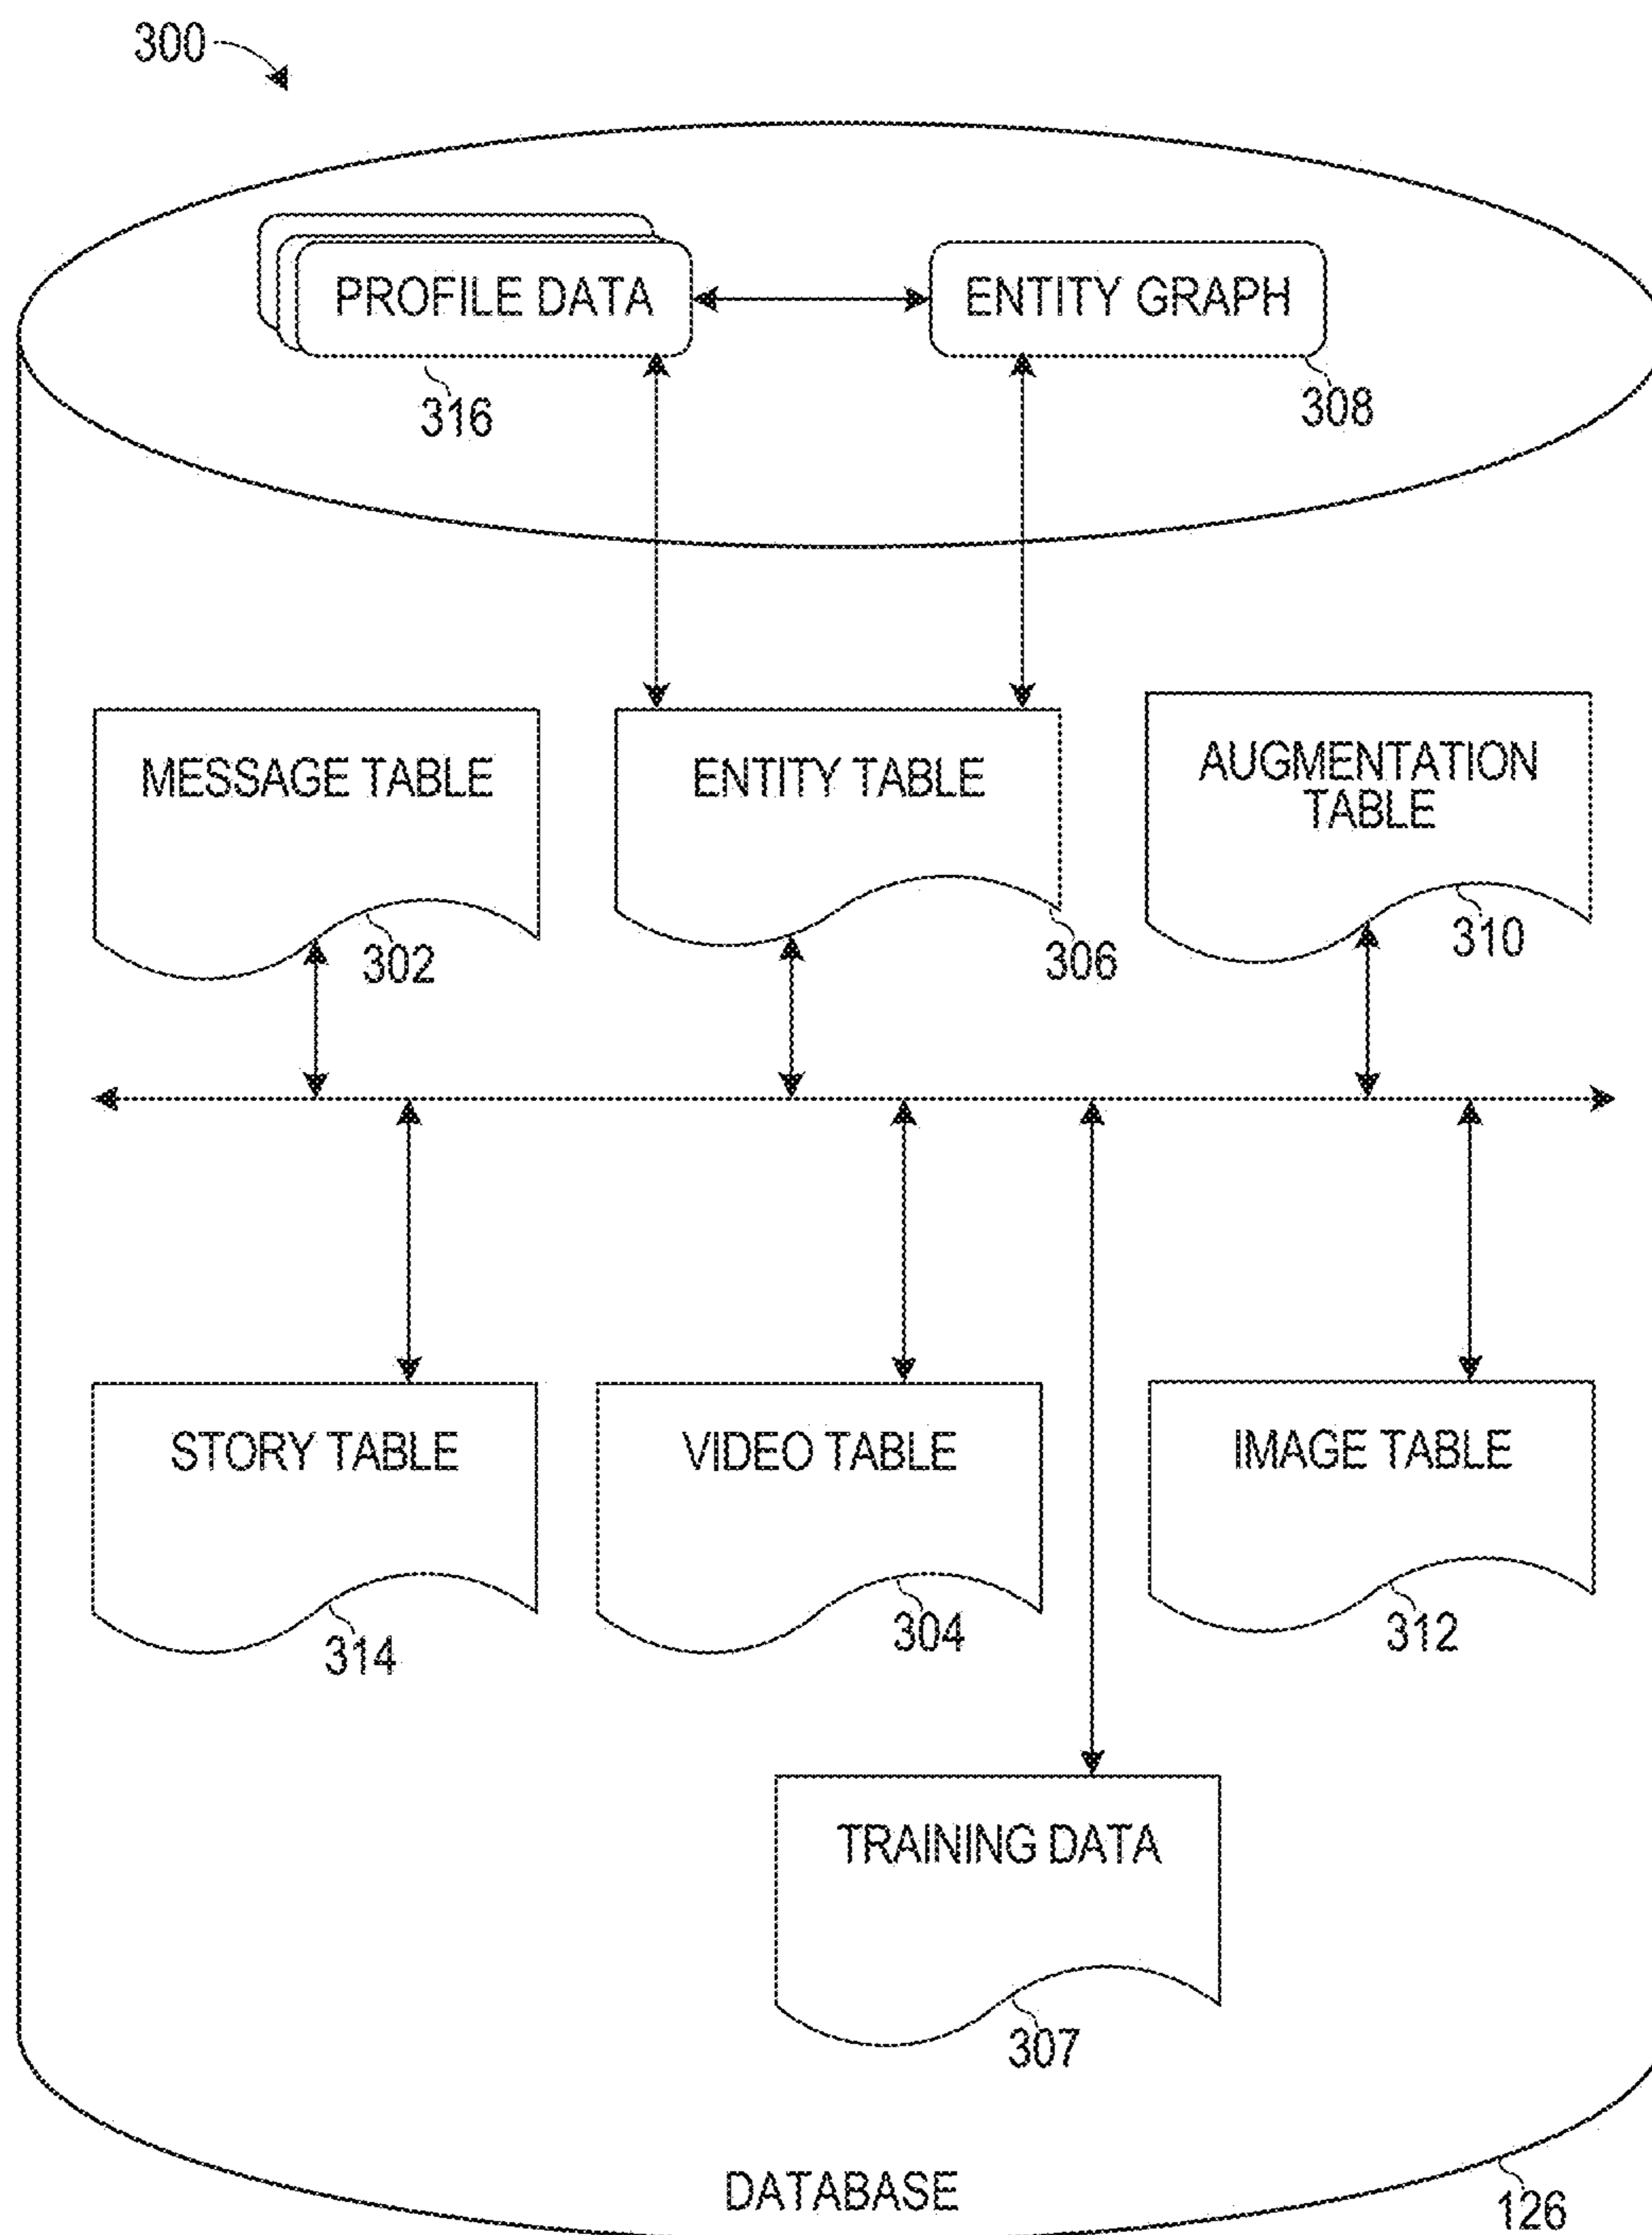 300
PROFILE DATA
ENTITY GRAPH
316
308
MESSAGE TABLE
ENTITY TABLE
AUGMENTATION
TABLE
302
306
310
STORY TABLE
VIDEO TABLE
IMAGE TABLE
314
304
312
TRAINING DATA
307
DATABASE
126